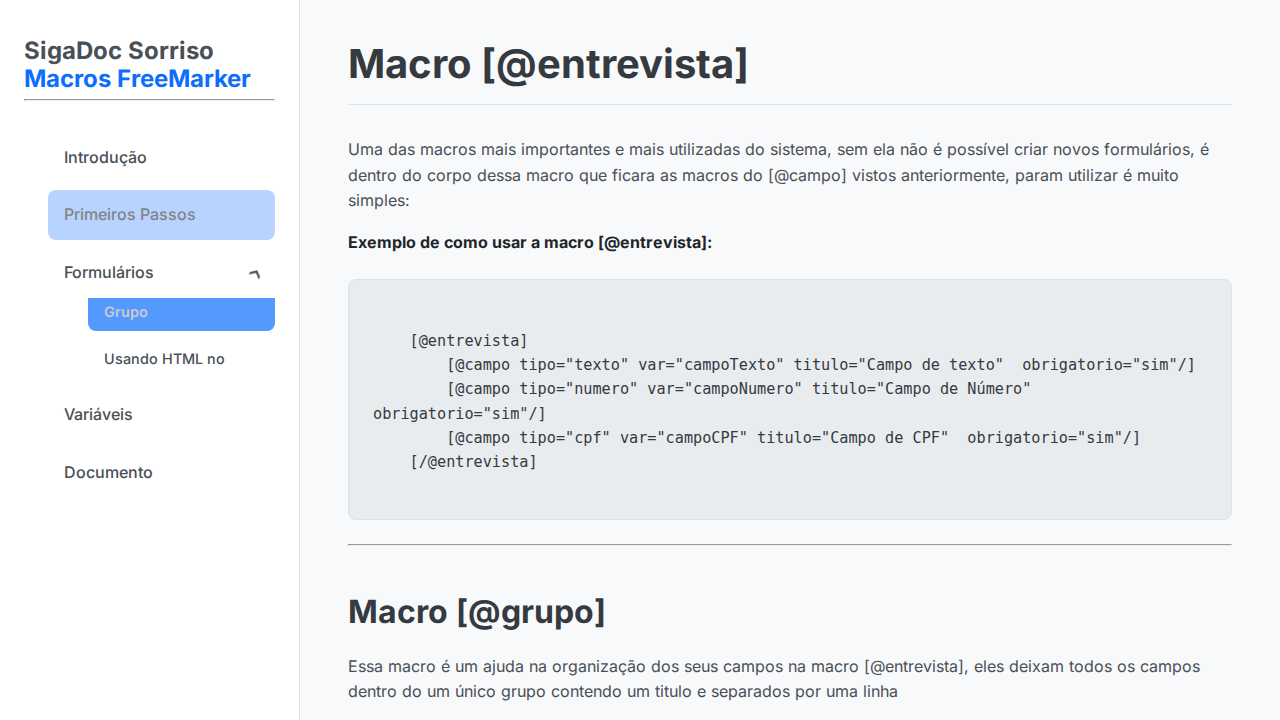 SigaDoc Sorriso
Macros FreeMarker
Introdução
Primeiros Passos
Formulários
Grupo
Usando HTML no
Variáveis
Documento
Macro [@entrevista]
Uma das macros mais importantes e mais utilizadas do sistema, sem ela não é possível criar novos formulários, é
dentro do corpo dessa macro que ficara as macros do [@campo] vistos anteriormente, param utilizar é muito
simples:
Exemplo de como usar a macro [@entrevista]:
[@entrevista]
[@campo tipo="texto" var="campoTexto" titulo="Campo de texto"  obrigatorio="sim"/]
[@campo tipo="numero" var="campoNumero" titulo="Campo de Número"
obrigatorio="sim"/]
[@campo tipo="cpf" var="campoCPF" titulo="Campo de CPF"  obrigatorio="sim"/]
[/@entrevista]
Macro [@grupo]
Essa macro é um ajuda na organização dos seus campos na macro [@entrevista], eles deixam todos os campos
dentro do um único grupo contendo um titulo e separados por uma linha